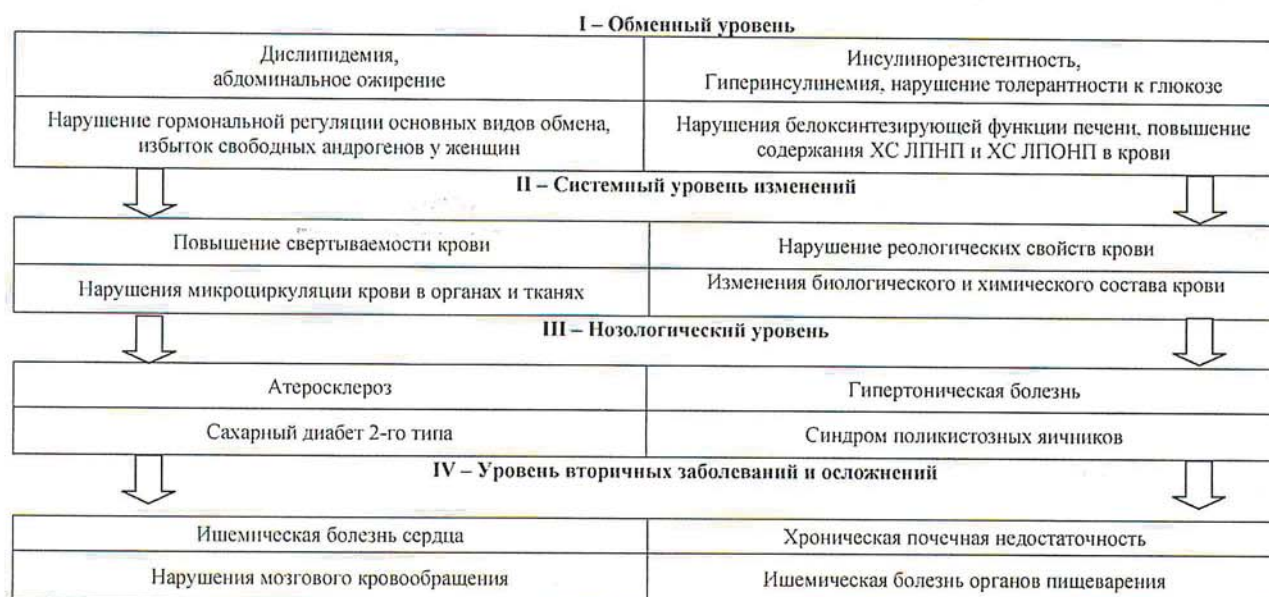 I – Обменный уровень
Дислипидемия,
абдоминальное ожирение
Инсулинорезистентность,
Гиперинсулинемия, нарушение толерантности к глюкозе
Нарушение гормональной регуляции основных видов обмена,
избыток свободных андрогенов у женщин
Нарушения белоксинтезирующей функции печени, повышение
содержания ХС ЛПНП и ХС ЛПОНП в крови
II – Системный уровень изменений
Повышение свертываемости крови
Нарушение реологических свойств крови
Нарушения микроциркуляции крови в органах и тканях
Изменения биологического и химического состава крови
III – Нозологический уровень
Атеросклероз
Гипертоническая болезнь
Сахарный диабет 2-го типа
Синдром поликистозных яичников
IV – Уровень вторичных заболеваний и осложнений
Ишемическая болезнь сердца
Хроническая почечная недостаточность
Нарушения мозгового кровообращения
Ишемическая болезнь органов пищеварения